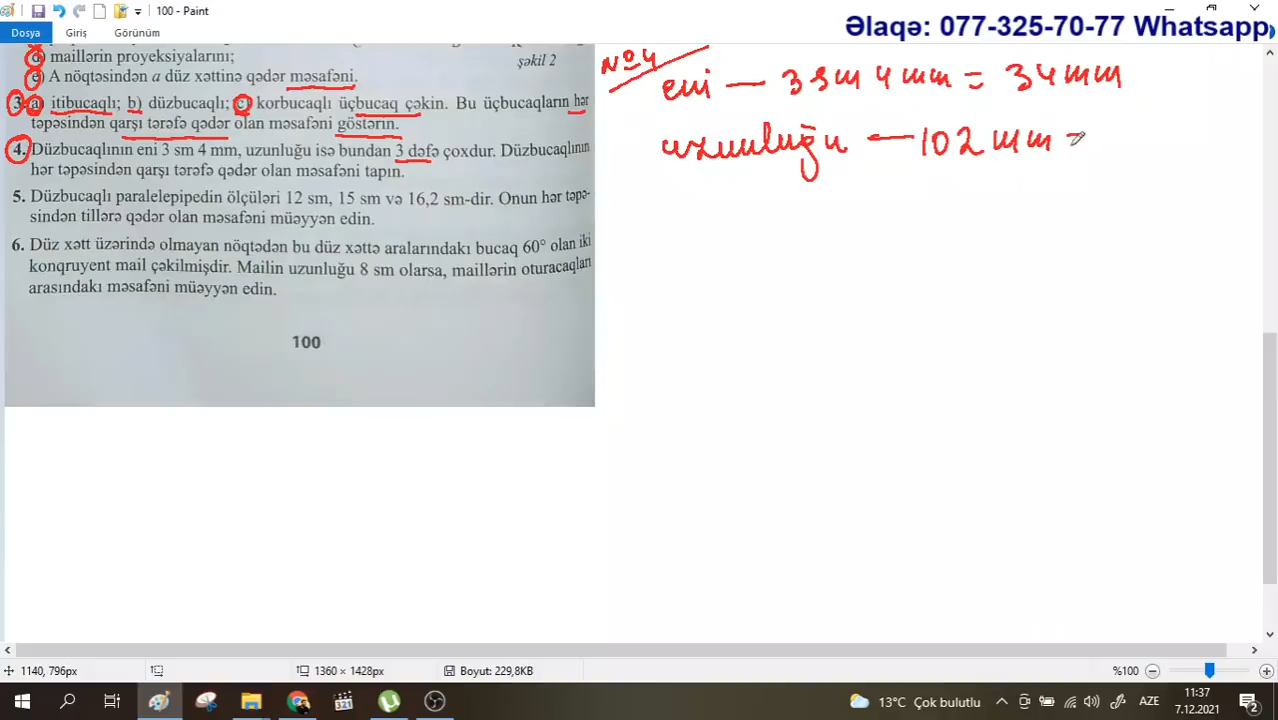 100 - Paint
Əlaqə: 077-325-70-77 Whatsapp
Dosya Giriş Görünüm
d) maillərin proyeksiyalarını;
şəkil 2
e) A nöqtəsindən a düz xəttinə qədər məsafəni.
3. a) itibucaqlı; b) düzbucaqlı; c) korbucaqlı üçbucaq çəkin. Bu üçbucaqların hər
təpəsindən qarşı tərəfə qədər olan məsafəni göstərin.
4. Düzbucaqlının eni 3 sm 4 mm, uzunluğu isə bundan 3 dəfə çoxdur. Düzbucaqlının
hər təpəsindən qarşı tərəfə qədər olan məsafəni tapın.
5. Düzbucaqlı paralelepipedin ölçüləri 12 sm, 15 sm və 16,2 sm-dir. Onun hər təpə-
sindən tillərə qədər olan məsafəni müəyyən edin.
6. Düz xətt üzərində olmayan nöqtədən bu düz xəttə aralarındakı bucaq 60° olan iki
konqruyent mail çəkilmişdir. Mailin uzunluğu 8 sm olarsa, maillərin oturacaqları
arasındakı məsafəni müəyyən edin.
100
№4
eni — 3 sm 4 mm = 34 mm
uzunluğu — 102 mm =
1140, 796px 1360 × 1428px Boyut: 229,8KB %100
13°C Çok bulutlu AZE 11:37
7.12.2021
321
2